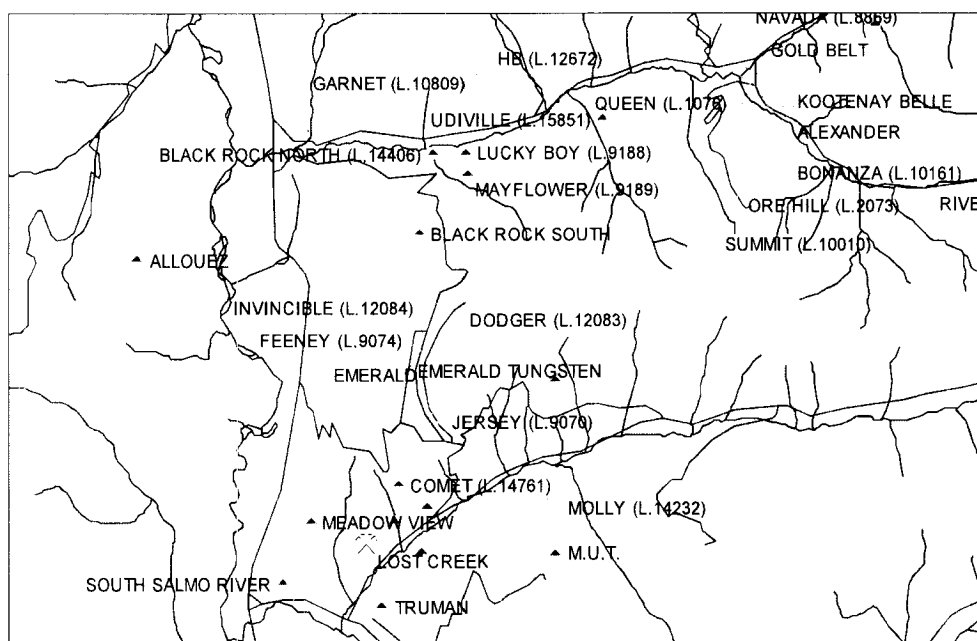 NAVADA (L.8869)
GOLD BELT
HB (L.12672)
GARNET (L.10809)
QUEEN (L.1076)
KOOTENAY BELLE
UDIVILLE (L.15851)
ALEXANDER
BLACK ROCK NORTH (L.14406)
LUCKY BOY (L.9188)
BONANZA (L.10161)
MAYFLOWER (L.9189)
ORE HILL (L.2073)
RIVE
BLACK ROCK SOUTH
SUMMIT (L.10010)
ALLOUEZ
INVINCIBLE (L.12084)
DODGER (L.12083)
FEENEY (L.9074)
EMERALD
EMERALD TUNGSTEN
JERSEY (L.9070)
COMET (L.14761)
MOLLY (L.14232)
MEADOW VIEW
LOST CREEK
M.U.T.
SOUTH SALMO RIVER
TRUMAN